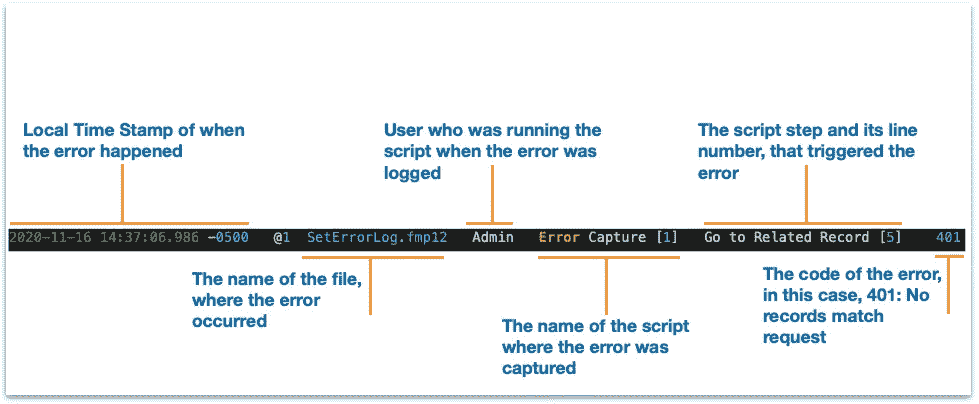 Local Time Stamp of when
the error happened
User who was running the
script when the error was
logged
The script step and its line
number, that triggered the
error
2020-11-16 14:37:06.986 -0500 @1 SetErrorLog.fmp12 Admin Error Capture [1] Go to Related Record [5] 401
The name of the file,
where the error
occurred
The name of the script
where the error was
captured
The code of the error,
in this case, 401: No
records match
request